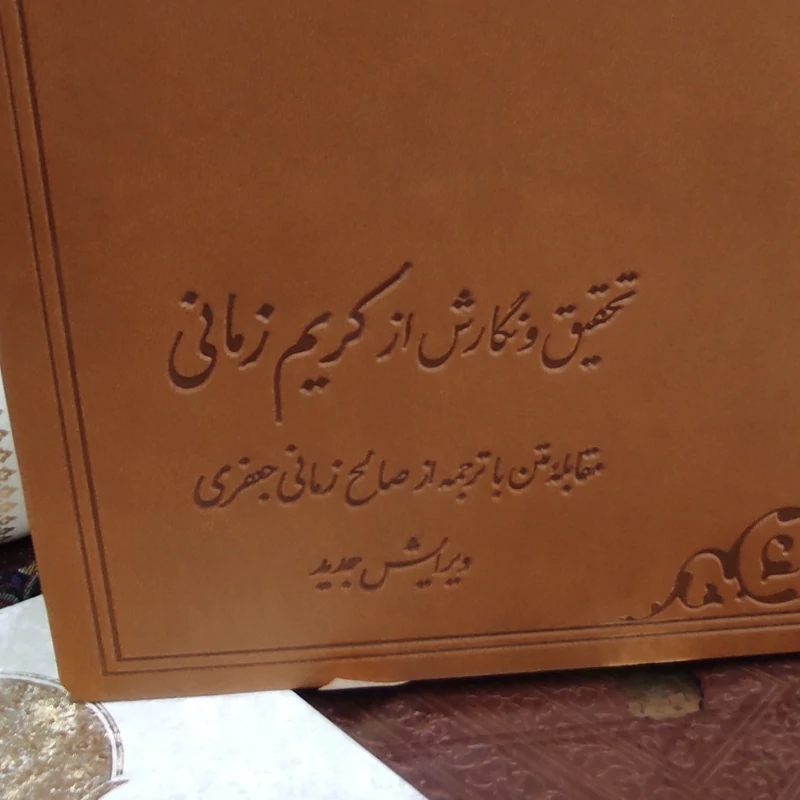 تحقیق و نگارش از کریم زمانی
مقابلهٔ متن با ترجمه از صالح زمانی جعفری
ویرایش جدید